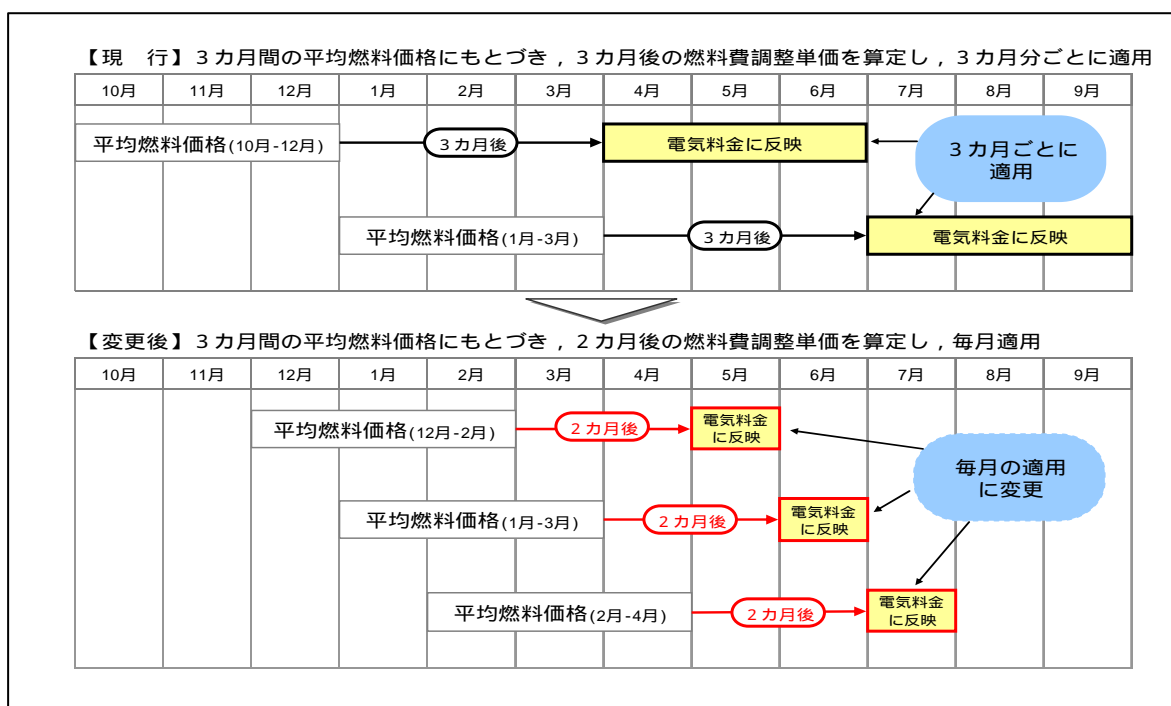 【現　行】３カ月間の平均燃料価格にもとづき，３カ月後の燃料費調整単価を算定し，３カ月分ごとに適用
10月 11月 12月 1月 2月 3月 4月 5月 6月 7月 8月 9月
平均燃料価格(10月-12月) ３カ月後 電気料金に反映
３カ月ごとに
適用
平均燃料価格(1月-3月) ３カ月後 電気料金に反映
【変更後】３カ月間の平均燃料価格にもとづき，２カ月後の燃料費調整単価を算定し，毎月適用
10月 11月 12月 1月 2月 3月 4月 5月 6月 7月 8月 9月
平均燃料価格(12月-2月) ２カ月後 電気料金
に反映
毎月の適用
に変更
平均燃料価格(1月-3月) ２カ月後 電気料金
に反映
平均燃料価格(2月-4月) ２カ月後 電気料金
に反映